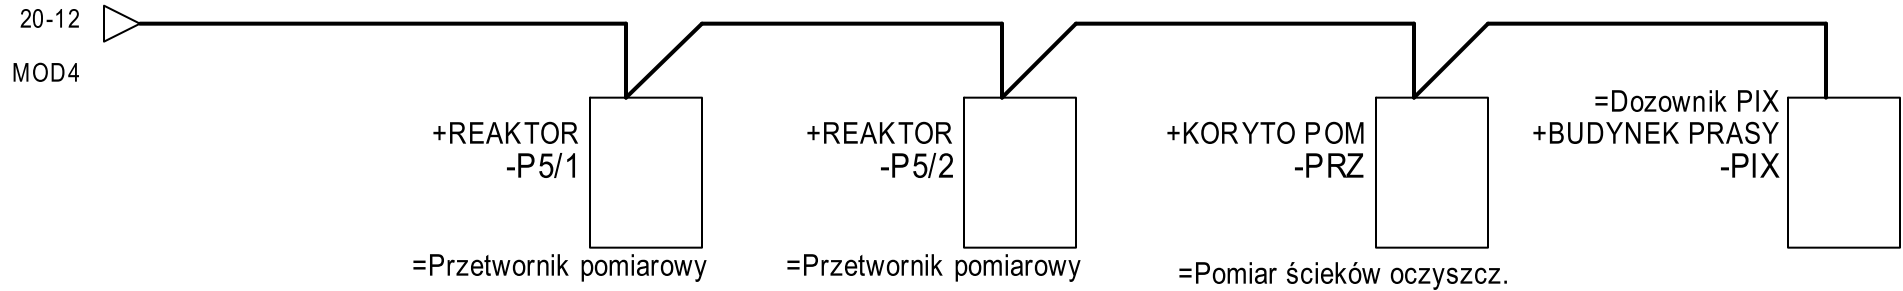 20-12
MOD4
+REAKTOR
-P5/1
=Przetwornik pomiarowy
+REAKTOR
-P5/2
=Przetwornik pomiarowy
+KORYTO POM
-PRZ
=Pomiar ścieków oczyszcz.
=Dozownik PIX
+BUDYNEK PRASY
-PIX